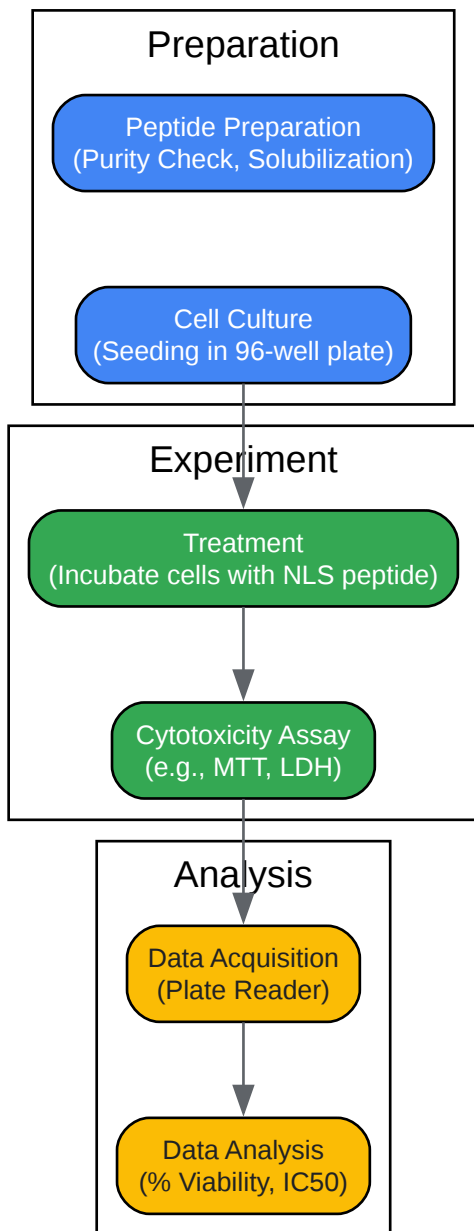 Preparation
Peptide Preparation
(Purity Check, Solubilization)
Cell Culture
(Seeding in 96-well plate)
Experiment
Treatment
(Incubate cells with NLS peptide)
Cytotoxicity Assay
(e.g., MTT, LDH)
Analysis
Data Acquisition
(Plate Reader)
Data Analysis
(% Viability, IC50)